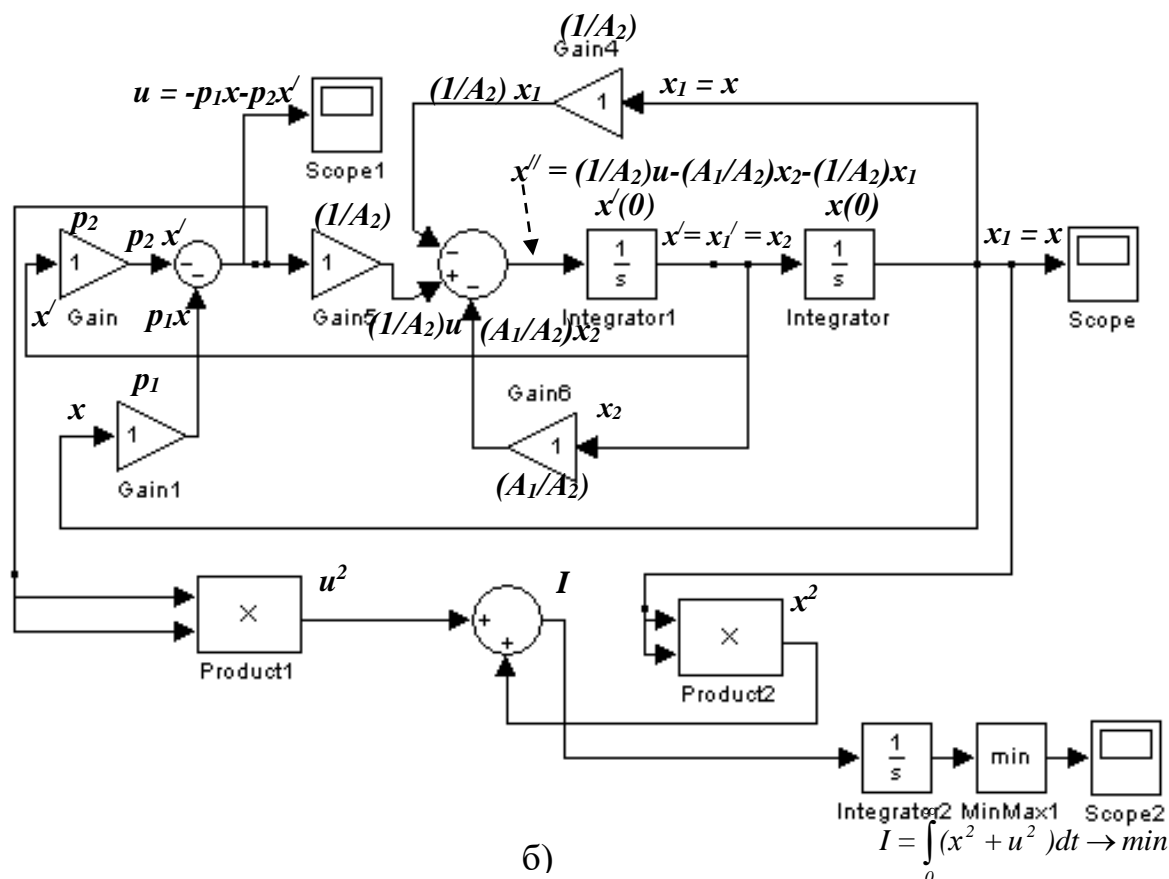 (1/A₂)
Gain4
u = -p₁x-p₂x/
(1/A₂) x₁
1
x₁ = x
Scope1
x// = (1/A₂)u-(A₁/A₂)x₂-(1/A₂)x₁
x/(0)
x(0)
p₂
p₂ x/
(1/A₂)
x/= x₁/ = x₂
x₁ = x
1
−
−
1
−
+
−
1
s
1
s
x/
Gain
p₁x
Gain5
(1/A₂)u
(A₁/A₂)x₂
Integrator1
Integrator
Scope
p₁
Gain6
x
1
x₂
1
Gain1
(A₁/A₂)
u²
I
x²
×
+
+
×
Product1
Product2
1
s
min
Integrator2
MinMax1
Scope2
I = ∫₀^∞ (x² + u² )dt → min
б)